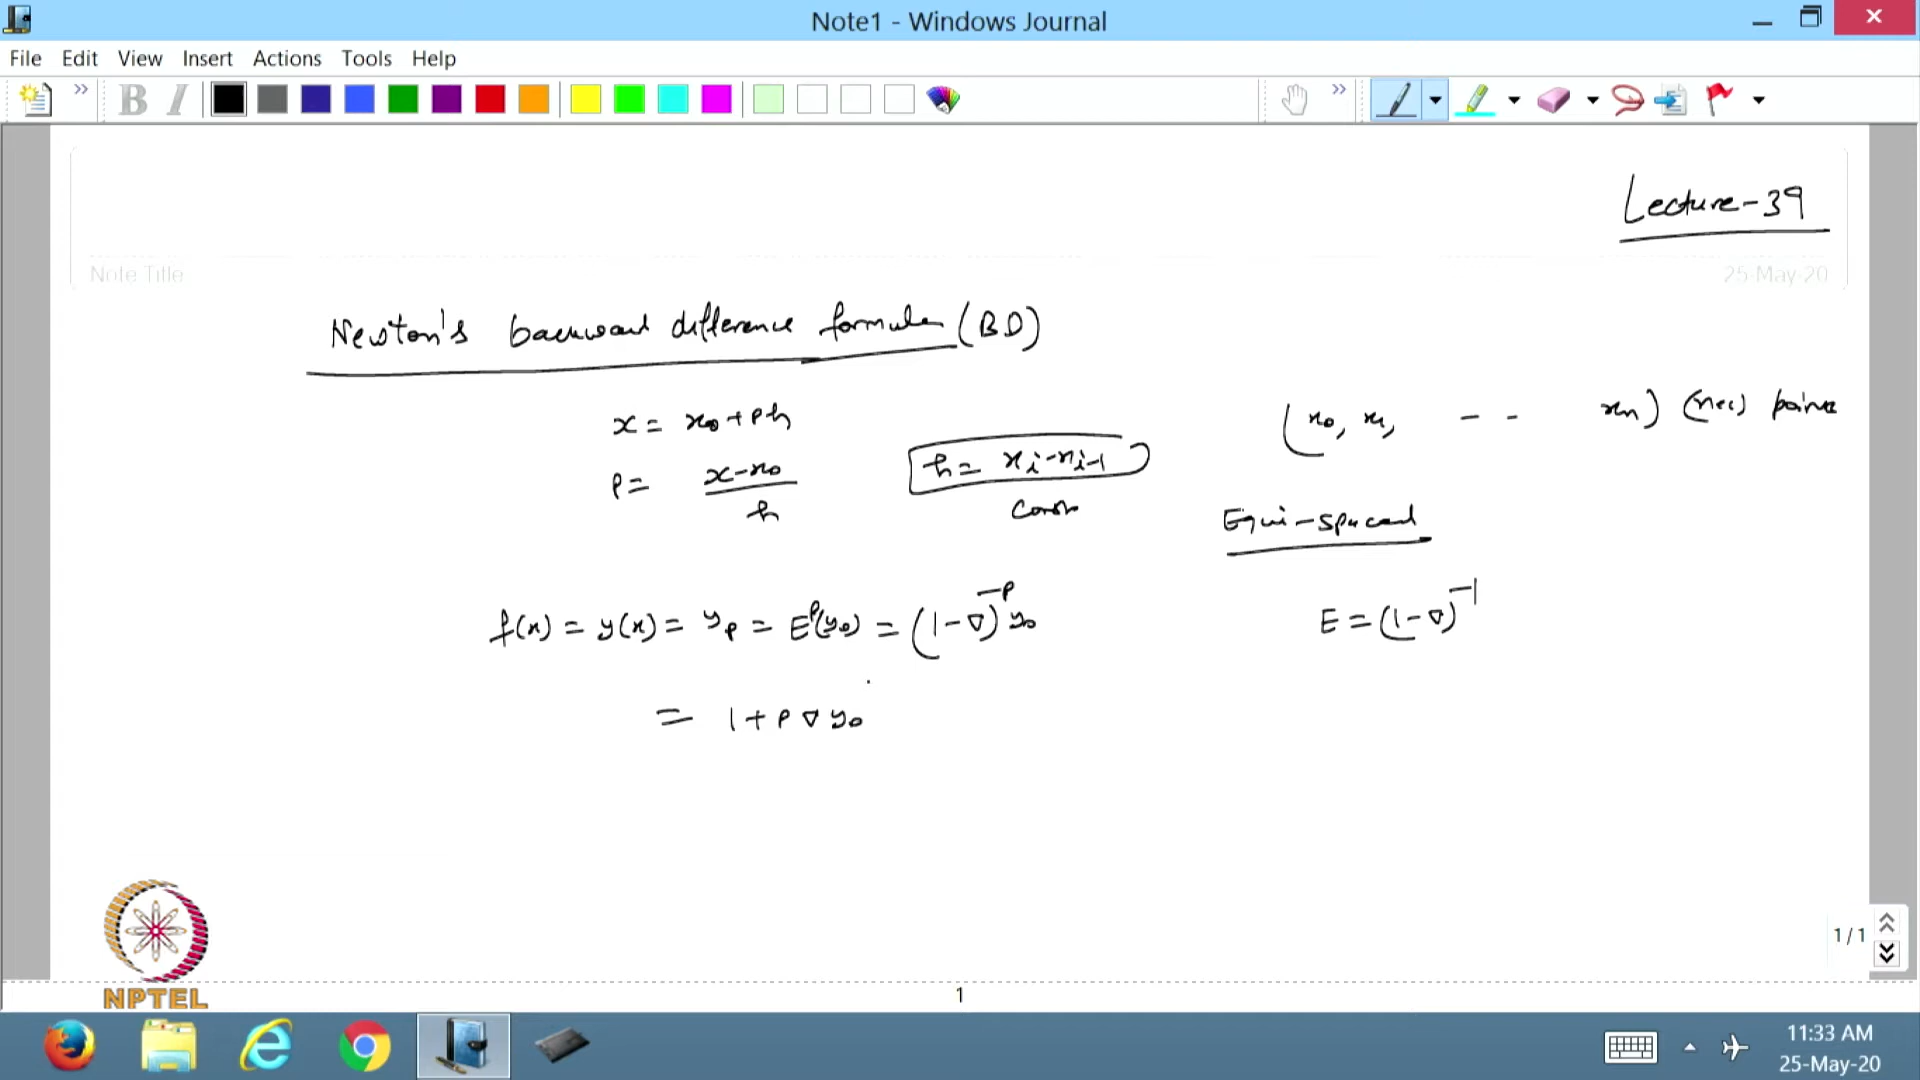 Note1 - Windows Journal
File Edit View Insert Actions Tools Help
B I
Lecture-39
Note Title
25-May-20
Newton's backward difference formula (BD)
x = x₀ + ph
(x₀, x₁, - - xₙ) (n+1) points
p = (x-x₀)/h
h = xᵢ-xᵢ₋₁
Const
Equi-spaced
f(x) = y(x) = yₚ = Eᵖ(y₀) = (1-∇)⁻ᵖ y₀
E = (1-∇)⁻¹
= 1+p∇y₀
1 / 1
NPTEL
1
11:33 AM
25-May-20